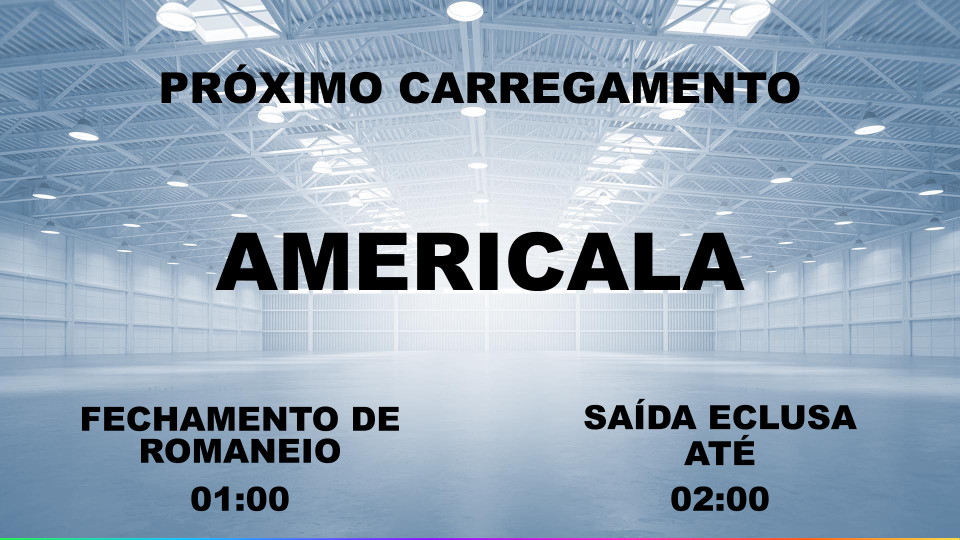 PRÓXIMO CARREGAMENTO
AMERICALA
FECHAMENTO DE
ROMANEIO
01:00
SAÍDA ECLUSA
ATÉ
02:00